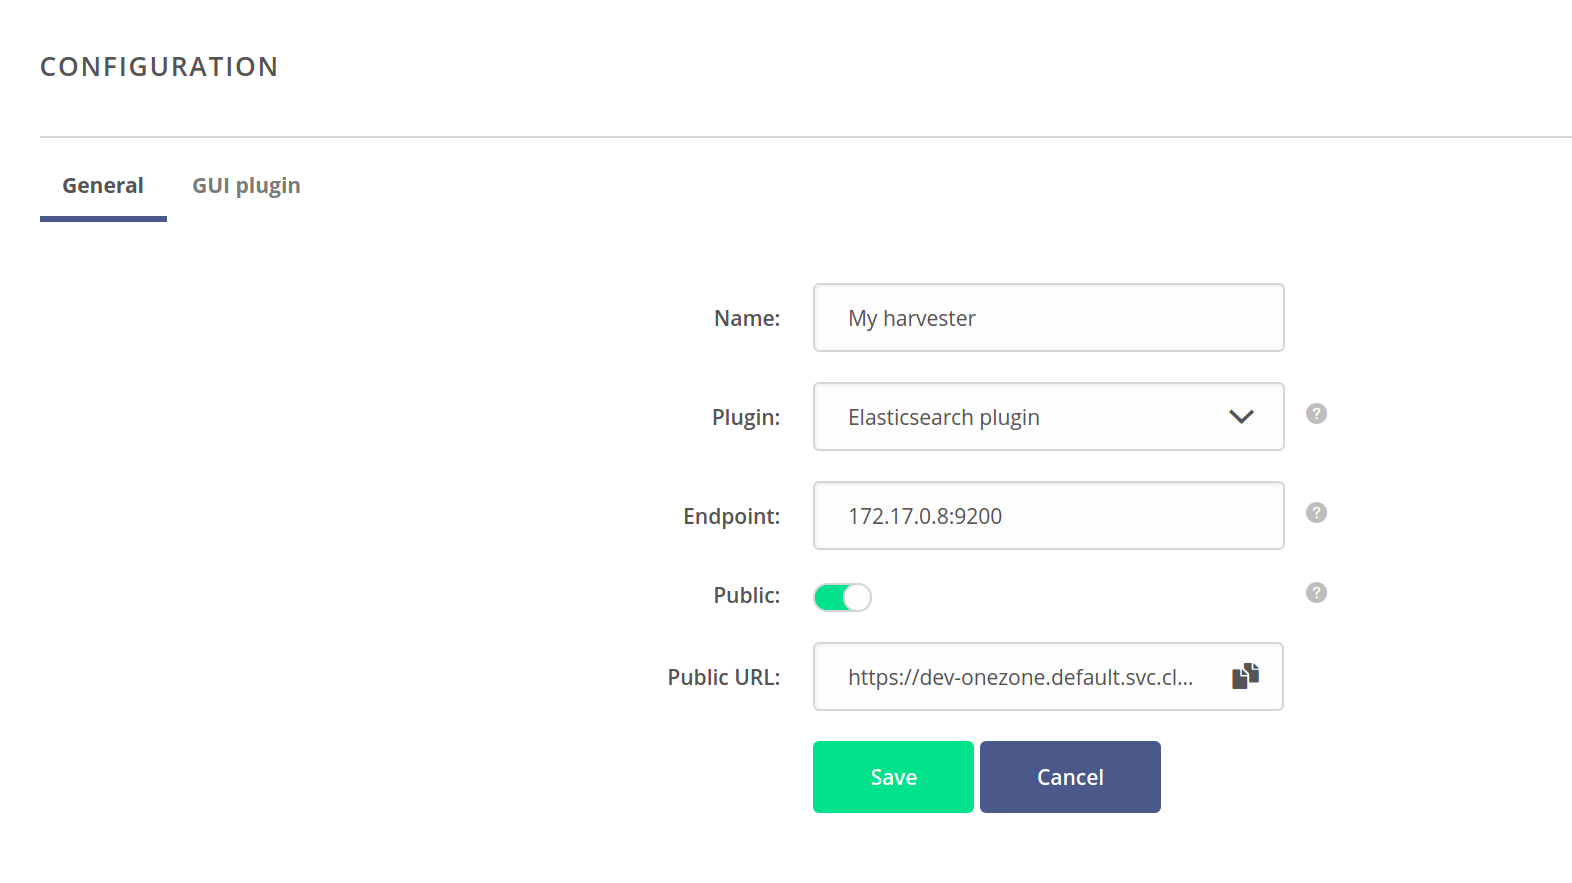 CONFIGURATION
General GUI plugin
Name: My harvester
Plugin: Elasticsearch plugin ?
Endpoint: 172.17.0.8:9200 ?
Public: ?
Public URL: https://dev-onezone.default.svc.cl...
Save Cancel